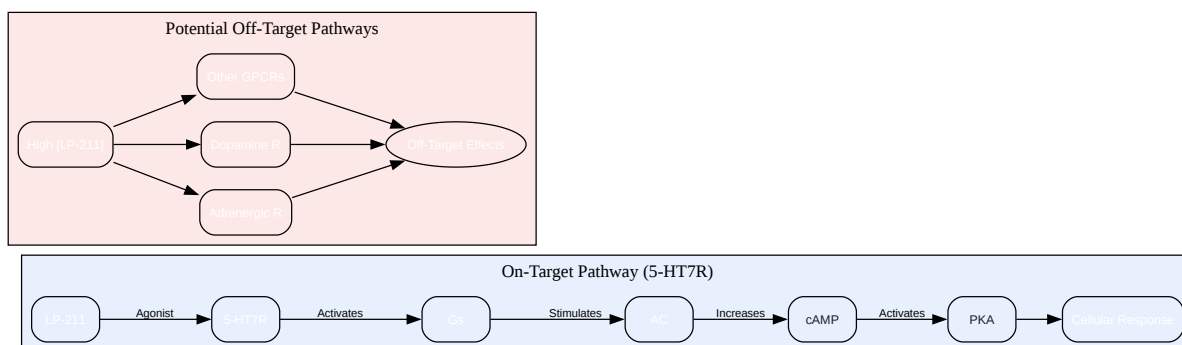 Potential Off-Target Pathways
Other GPCRs
High [LP-211]
Dopamine R
Off-Target Effects
Adrenergic R
On-Target Pathway (5-HT7R)
LP-211
Agonist
5-HT7R
Activates
Gs
Stimulates
AC
Increases
cAMP
Activates
PKA
Cellular Response